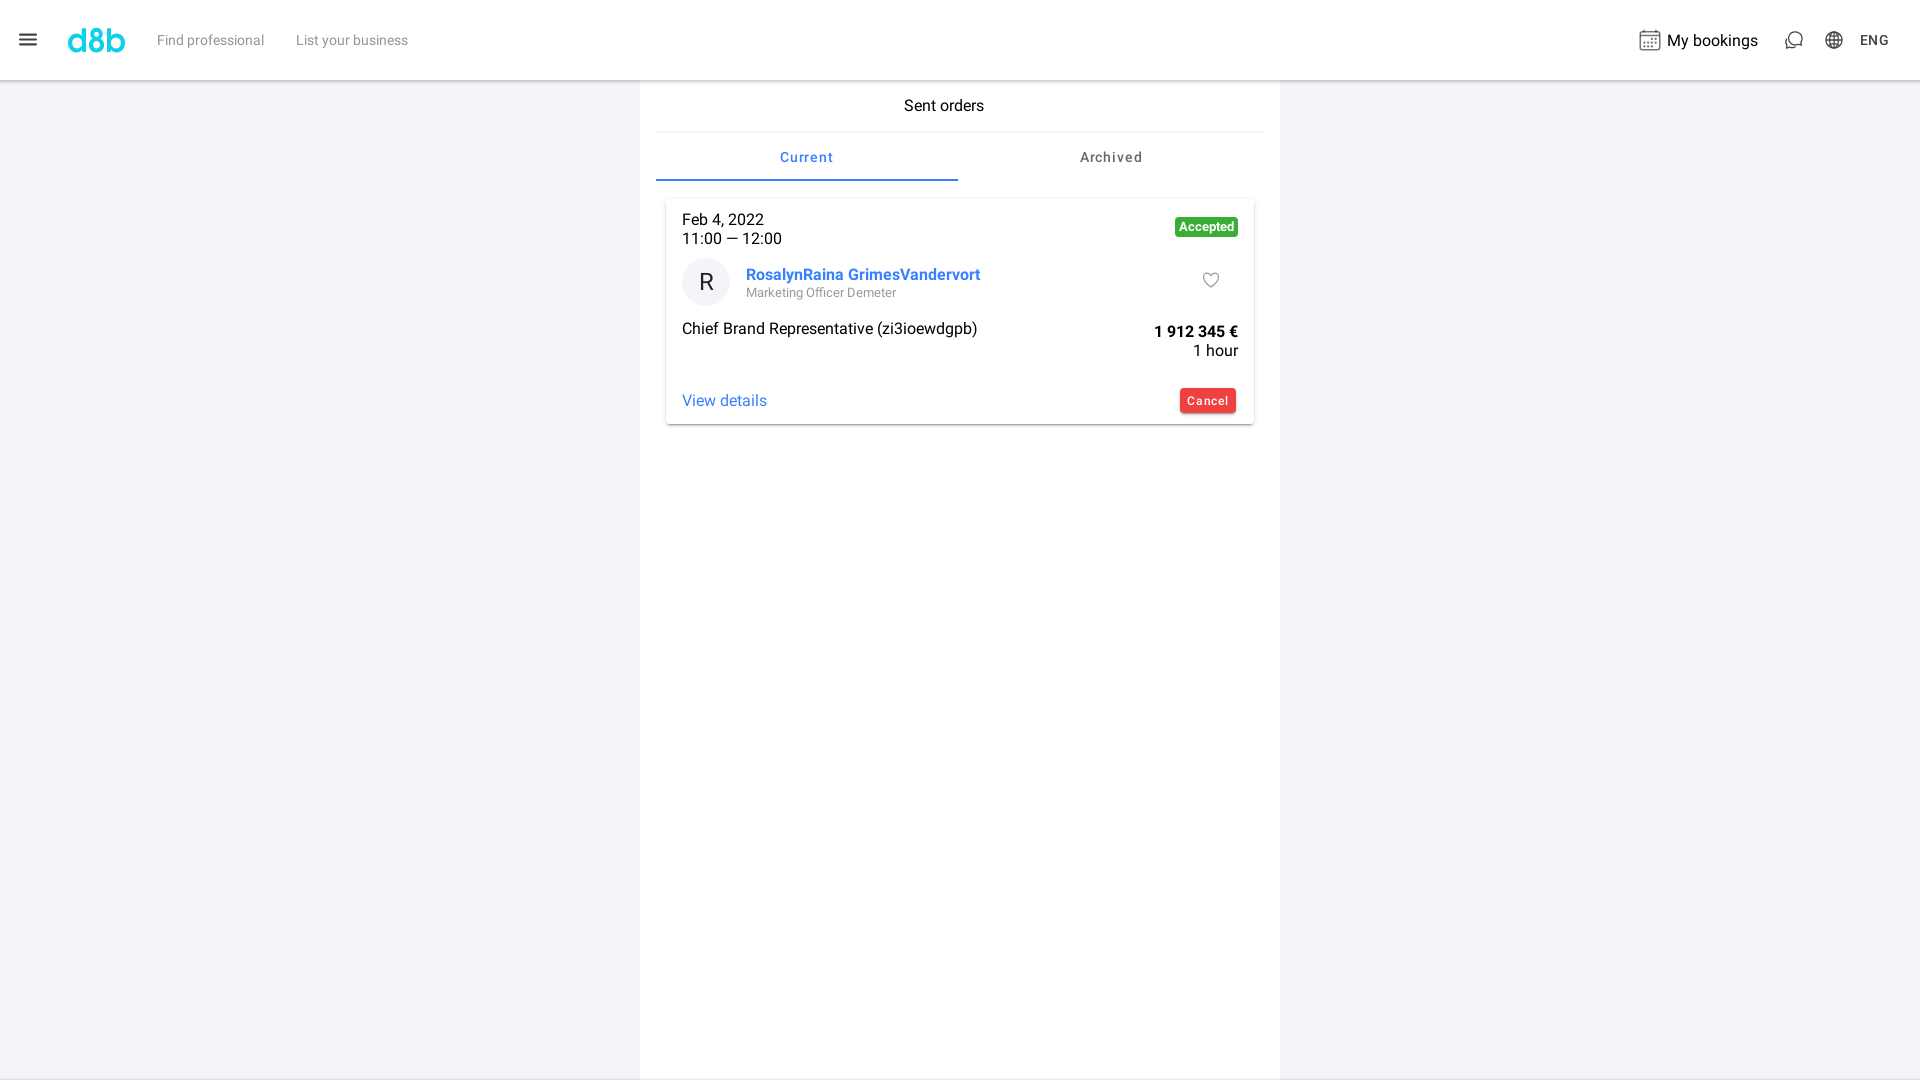 d8b
Find professional
List your business
My bookings
ENG
Sent orders
Current
Archived
Feb 4, 2022
11:00 — 12:00
Accepted
R
RosalynRaina GrimesVandervort
Marketing Officer Demeter
Chief Brand Representative (zi3ioewdgpb)
1 912 345 €
1 hour
View details
Cancel